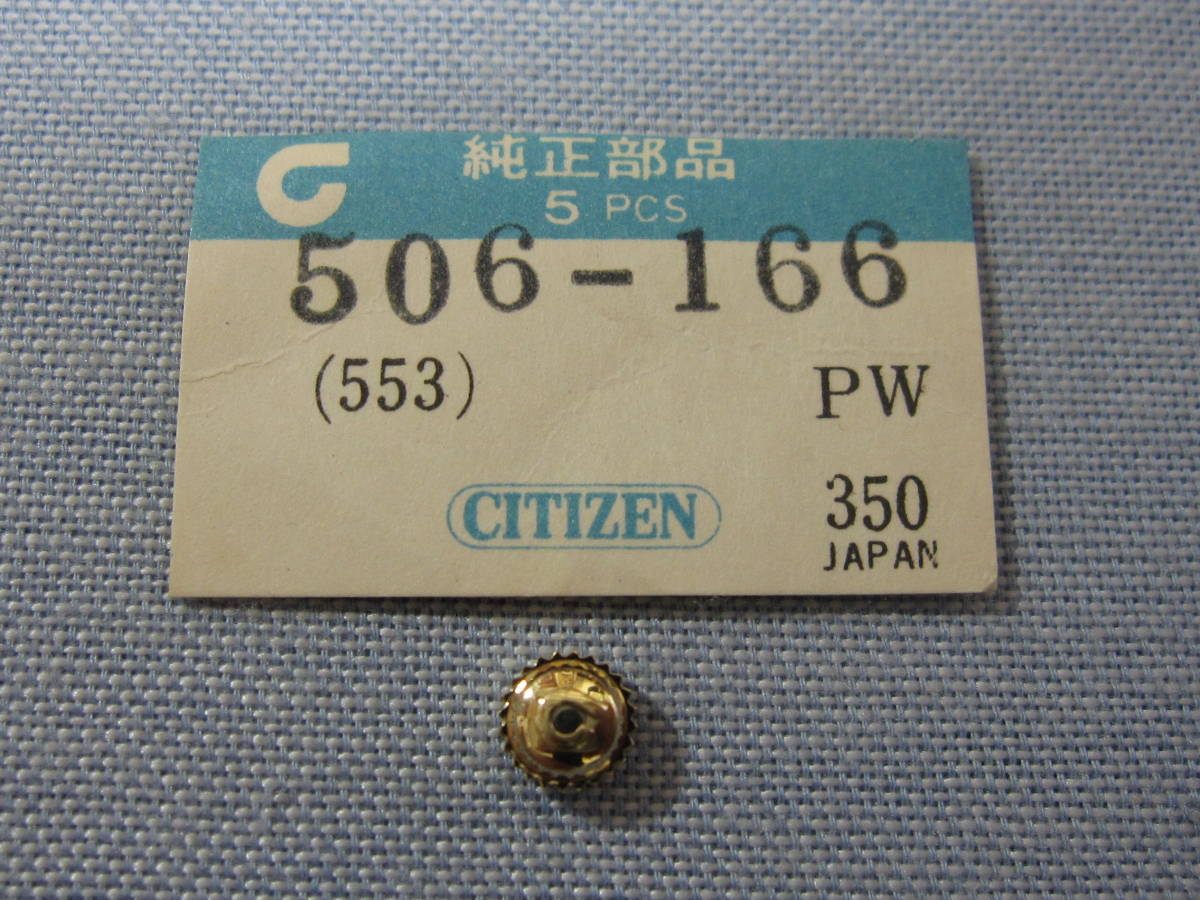 純正部品
5 PCS
506-166
(553) PW
CITIZEN 350
JAPAN